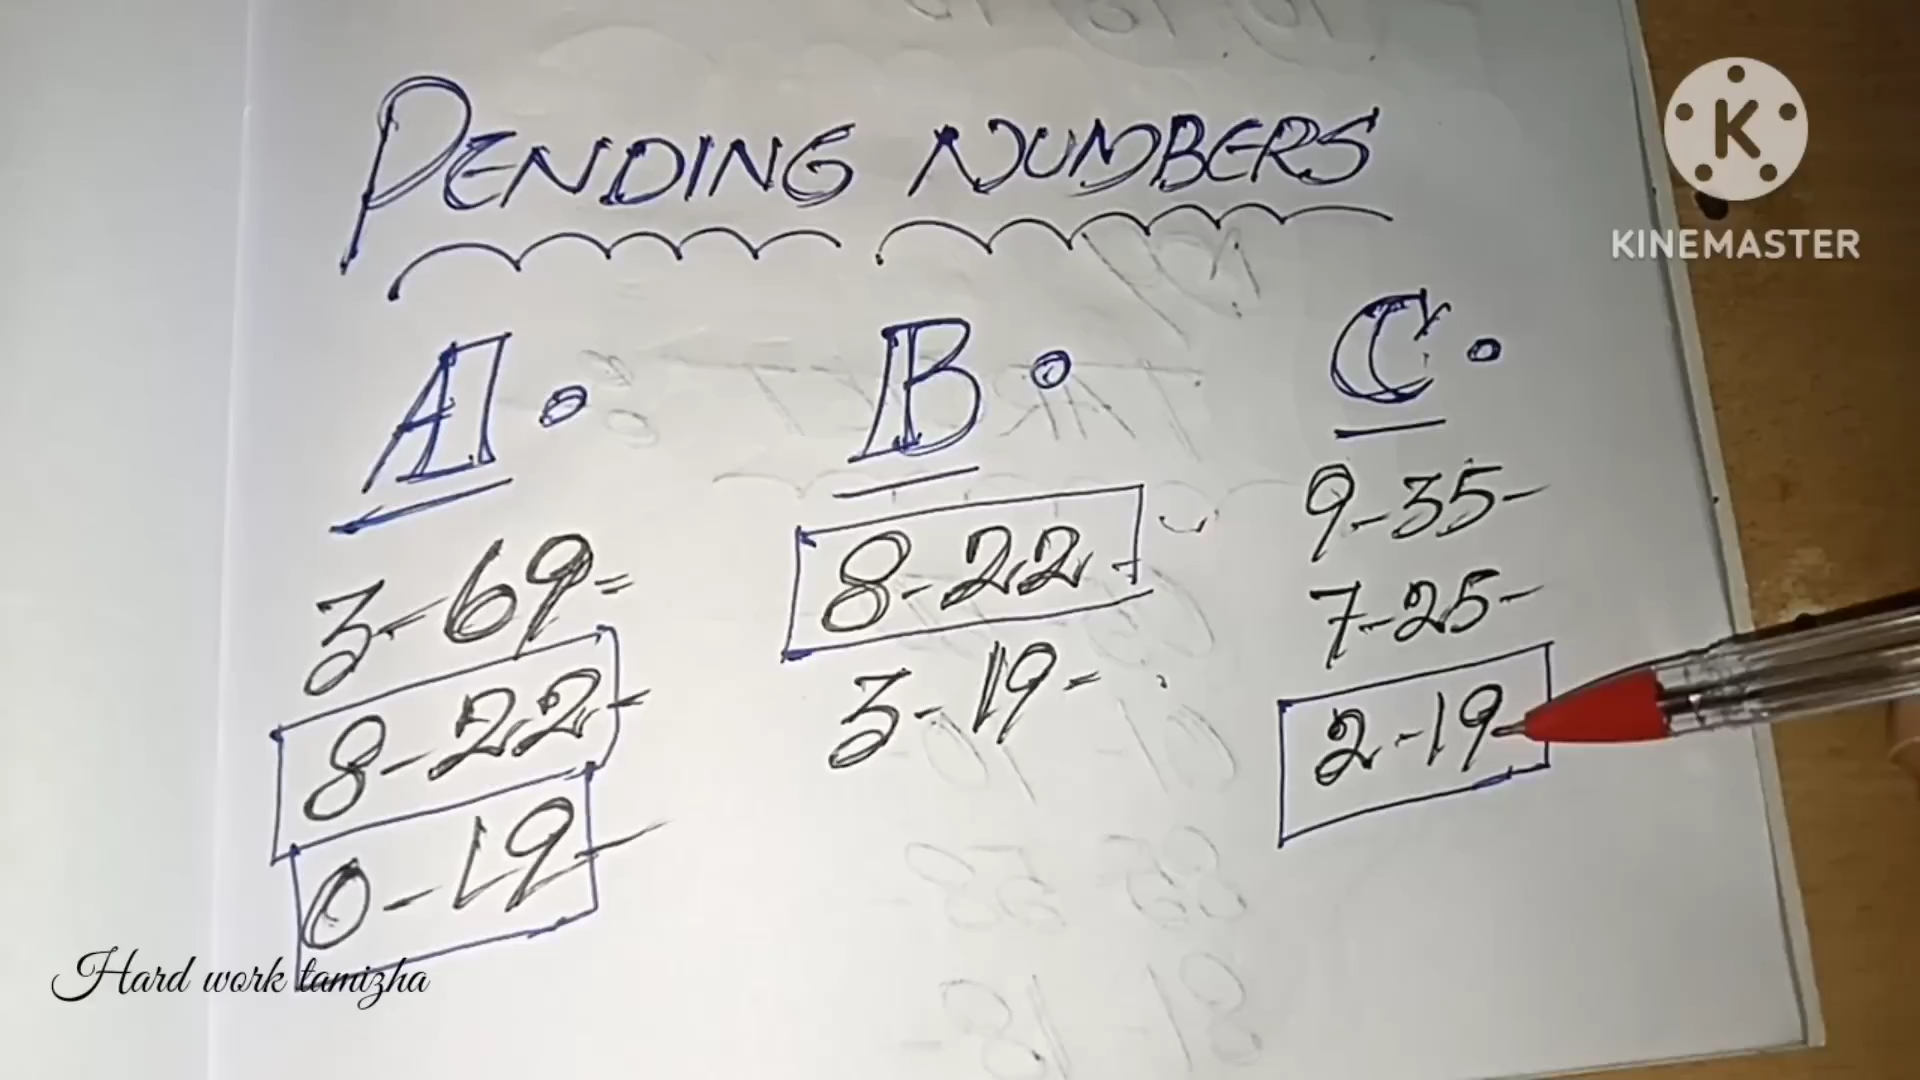 PENDING NUMBERS
K
KINEMASTER
A.
3-69-
8-22-
0-19-
B.
8-22-
3-19-
C.
9-35-
7-25-
2-19-
Hard work tamizha